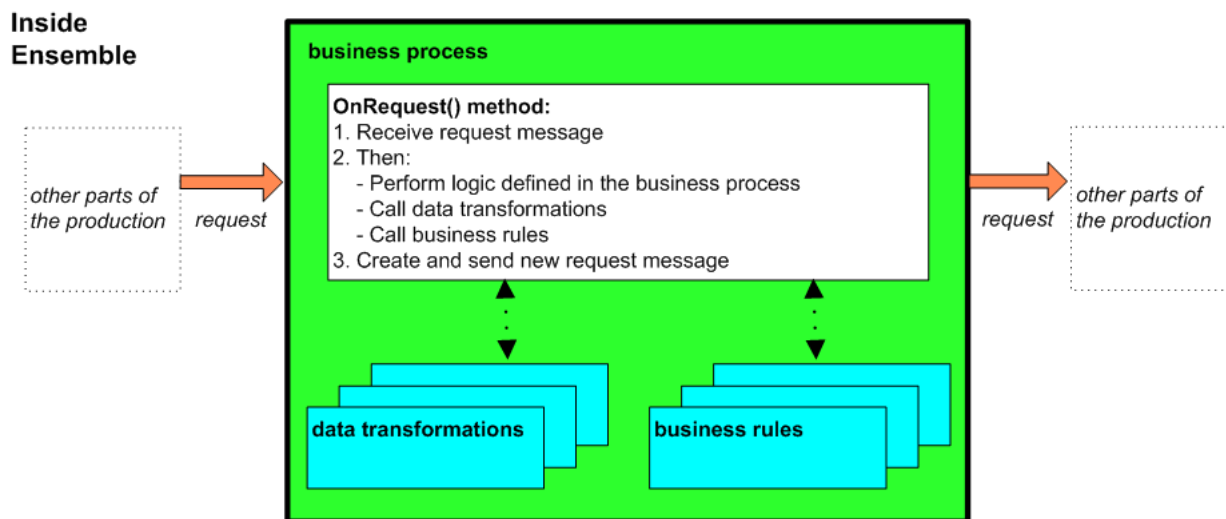 Inside
Ensemble
business process
OnRequest() method:
1. Receive request message
2. Then:
- Perform logic defined in the business process
- Call data transformations
- Call business rules
3. Create and send new request message
other parts of
the production
request
request
other parts of
the production
data transformations
business rules